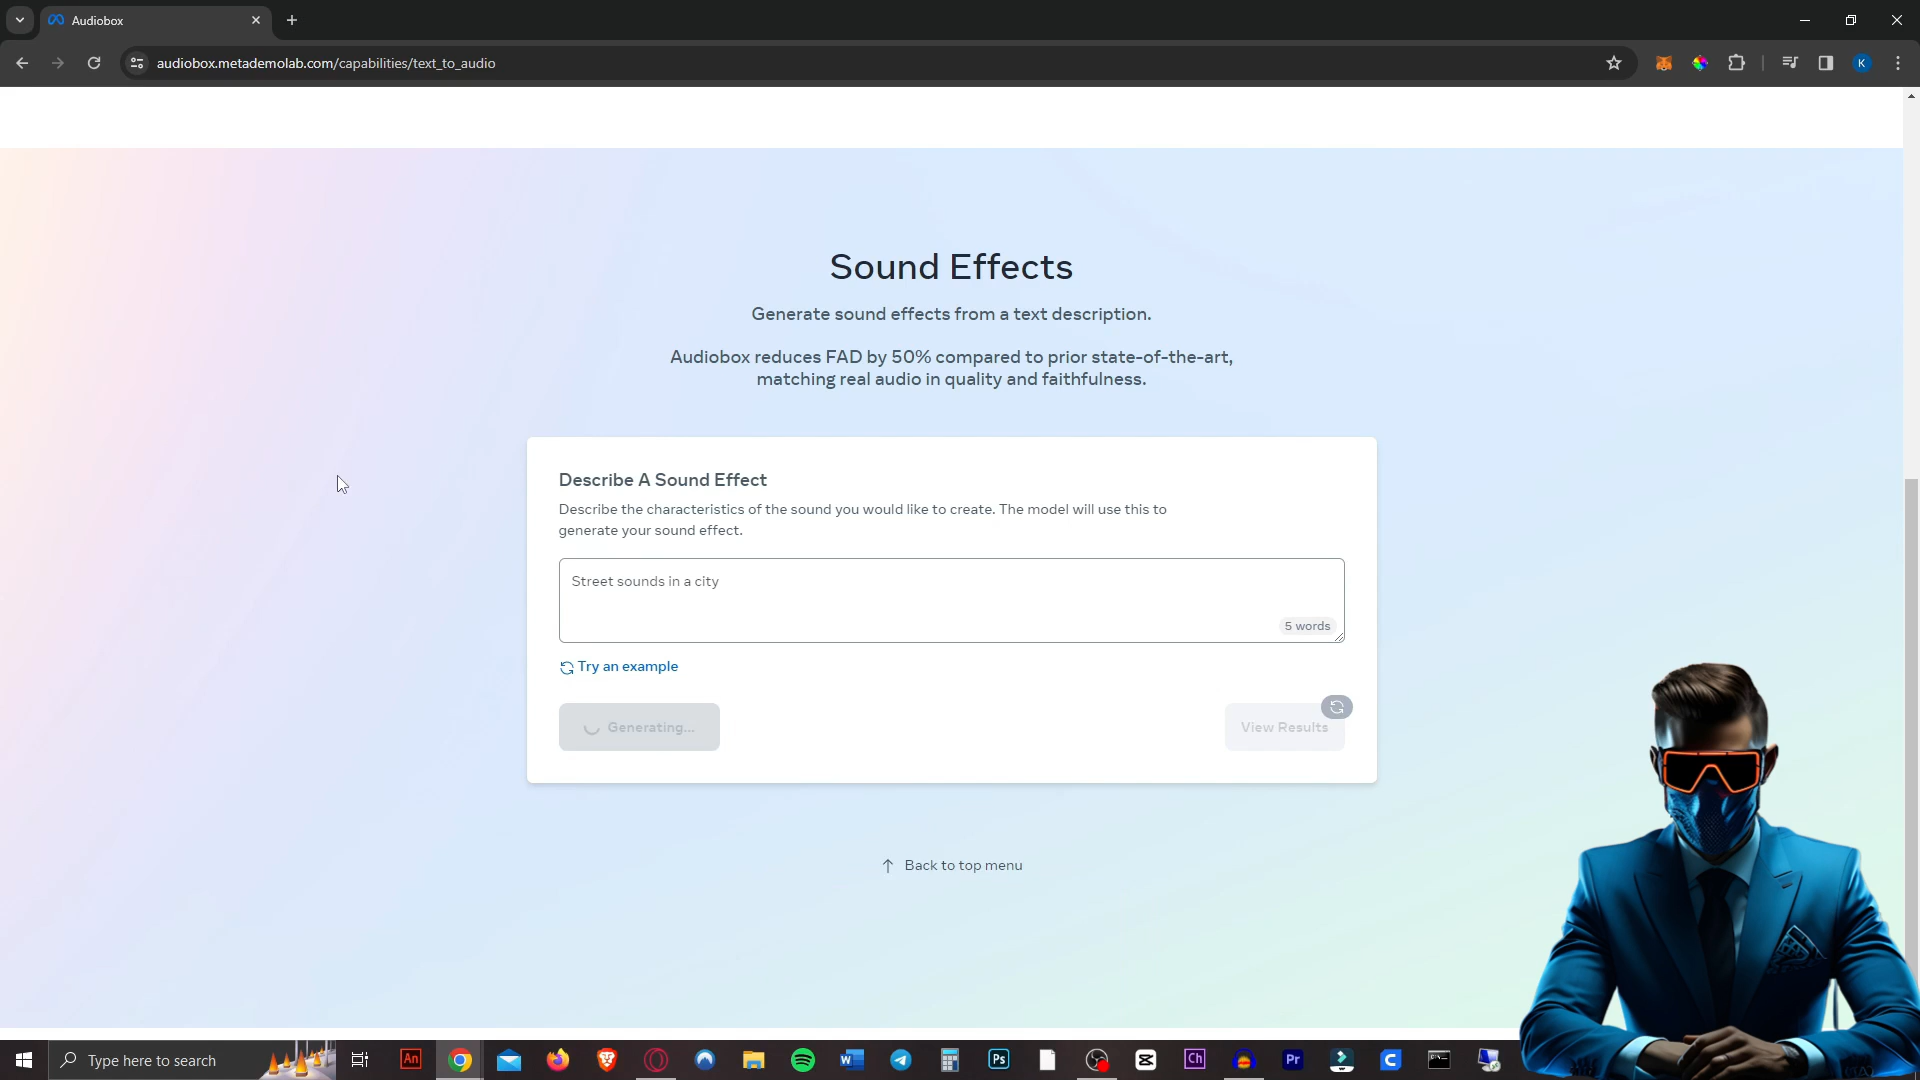 Audiobox
audiobox.metademolab.com/capabilities/text_to_audio
K
Sound Effects
Generate sound effects from a text description.
Audiobox reduces FAD by 50% compared to prior state-of-the-art,
matching real audio in quality and faithfulness.
Describe A Sound Effect
Describe the characteristics of the sound you would like to create. The model will use this to
generate your sound effect.
Street sounds in a city
5 words
Try an example
Generating...
View Results
Back to top menu
Type here to search
An
Ps
Ch
Pr